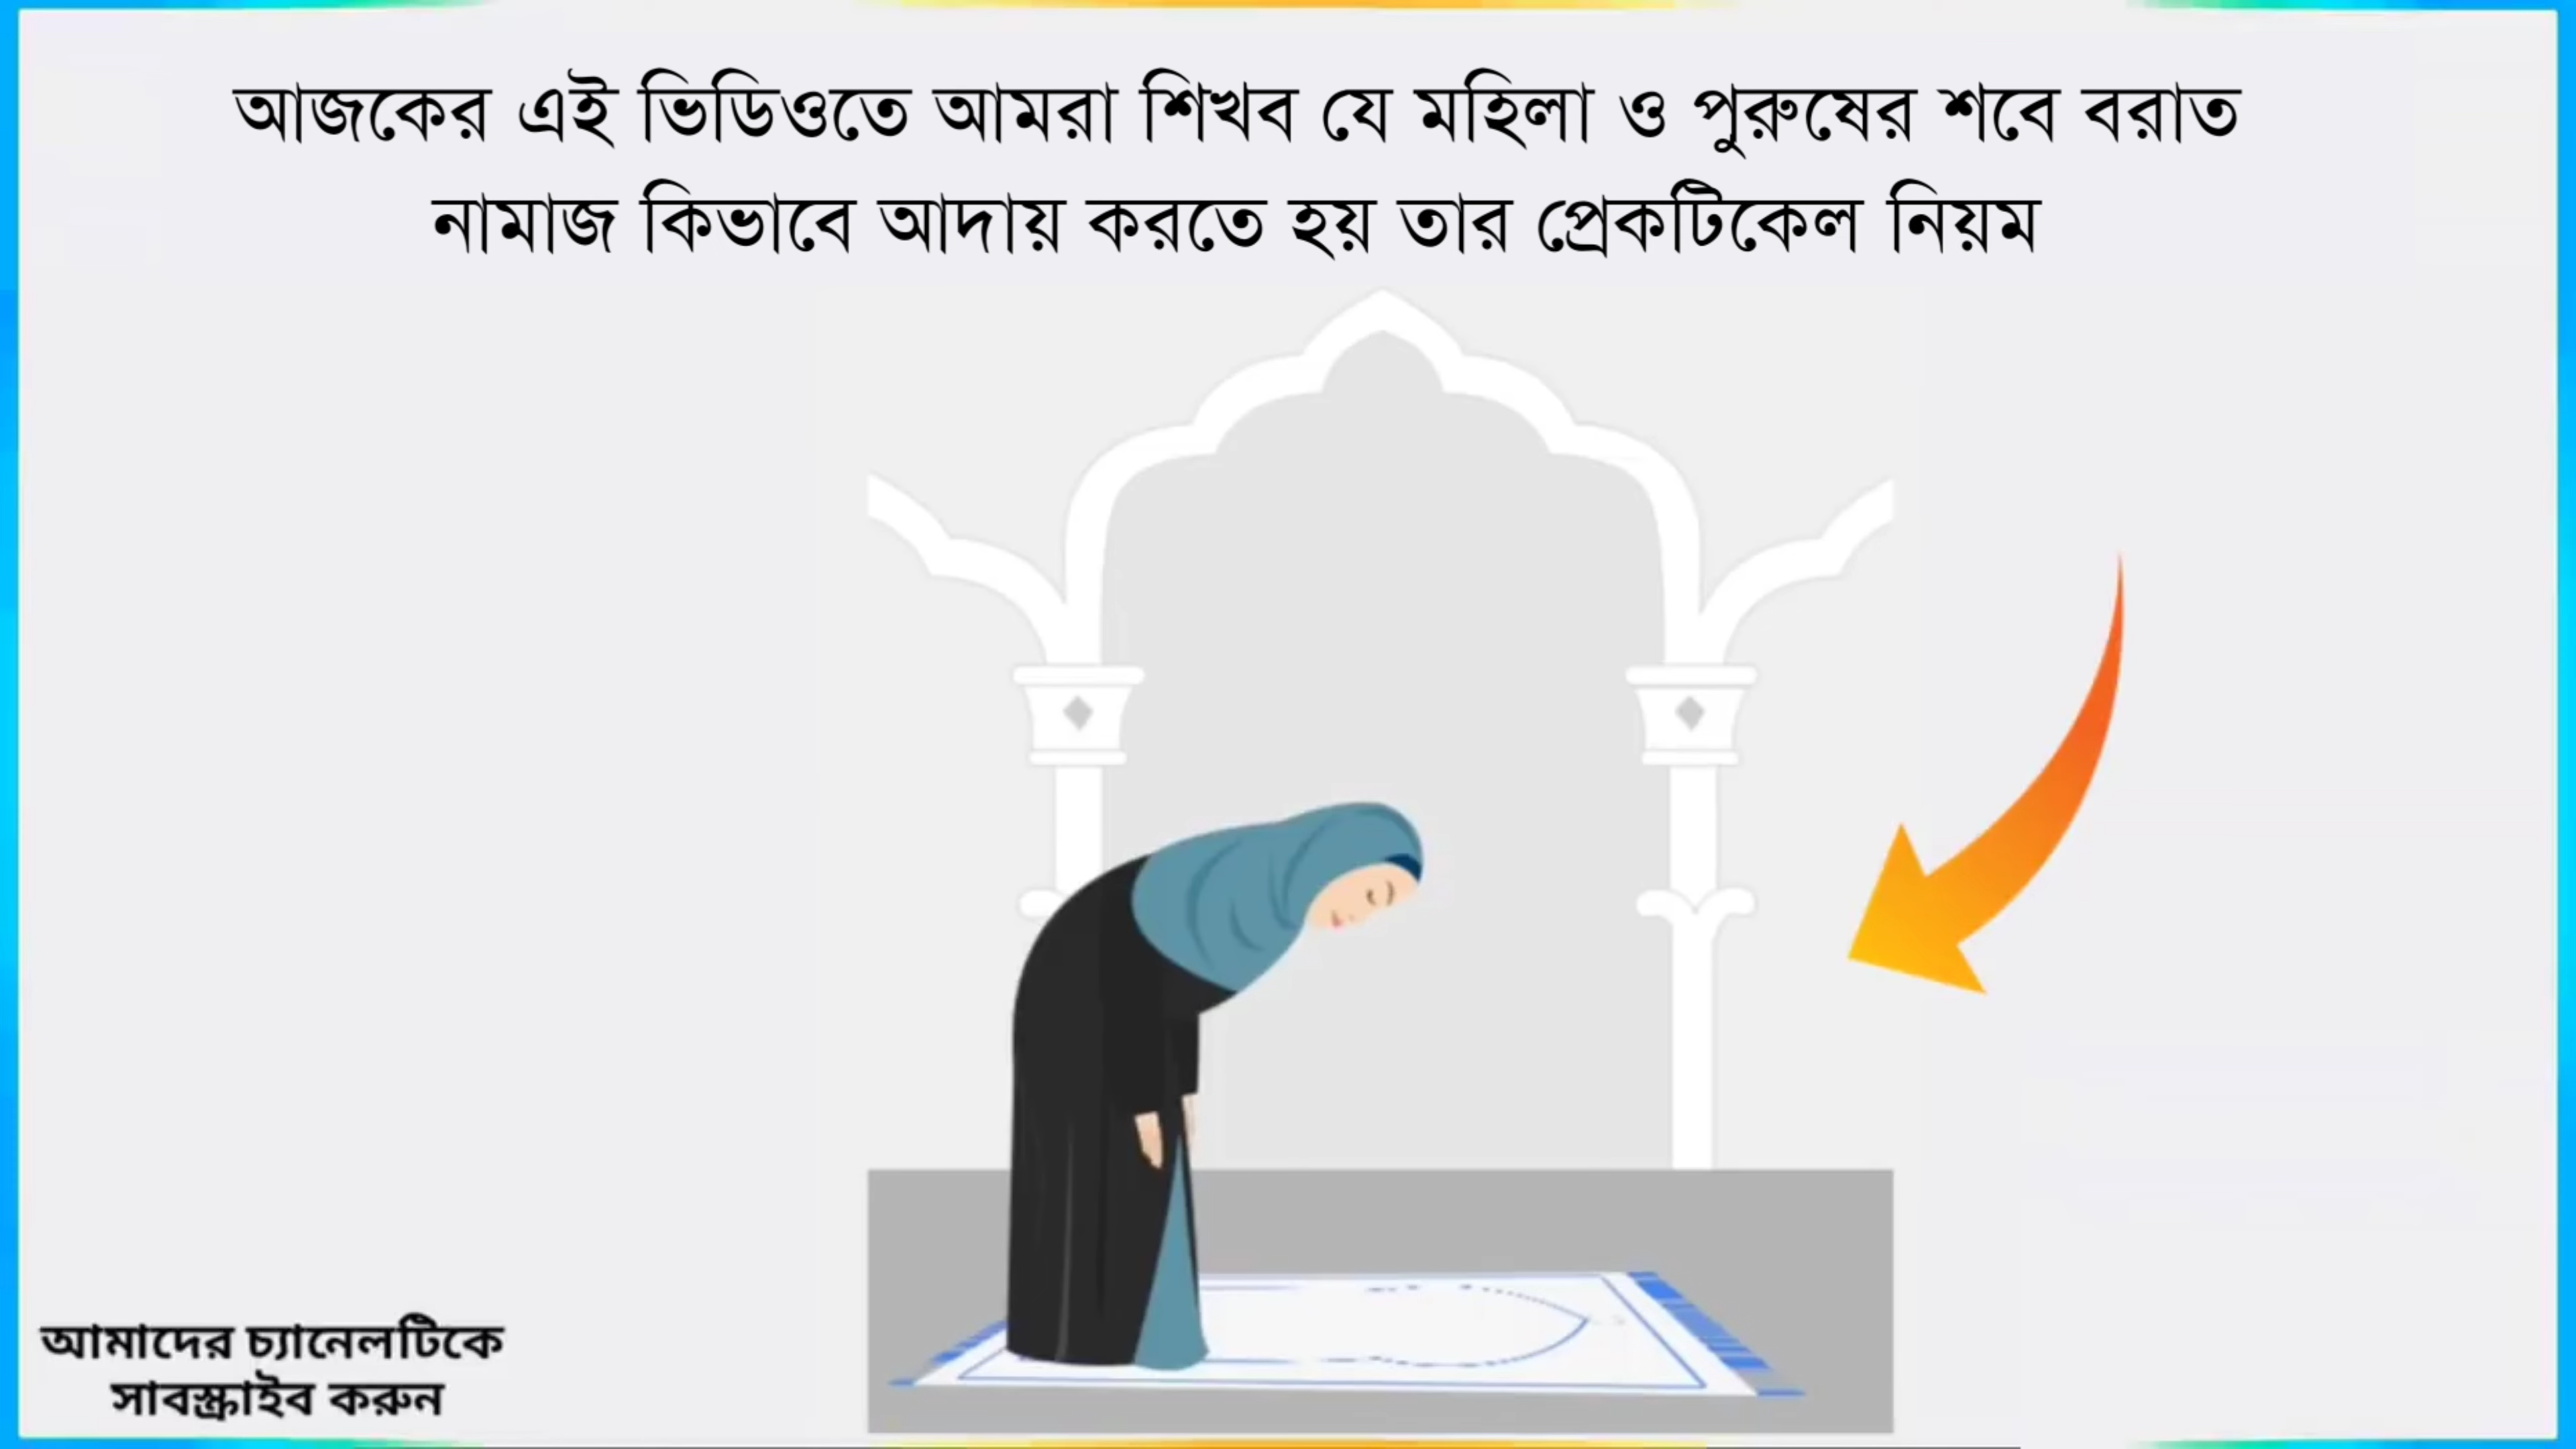 আজকের এই ভিডিওতে আমরা শিখব যে মহিলা ও পুরুষের শবে বরাত
নামাজ কিভাবে আদায় করতে হয় তার প্রেকটিকেল নিয়ম
আমাদের চ্যানেলটিকে
সাবস্ক্রাইব করুন